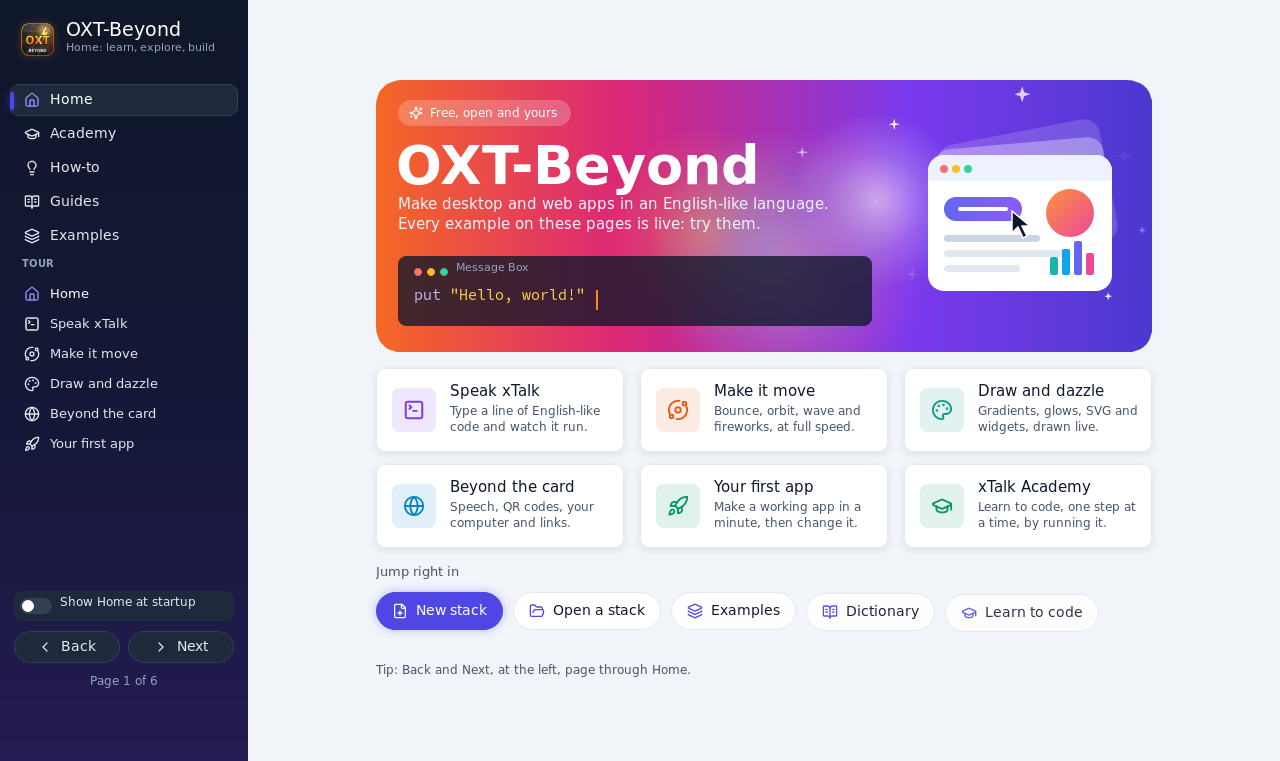 OXT
BEYOND
OXT-Beyond
Home: learn, explore, build
Home
Academy
How-to
Guides
Examples
TOUR
Home
Speak xTalk
Make it move
Draw and dazzle
Beyond the card
Your first app
Show Home at startup
Back
Next
Page 1 of 6
Free, open and yours
OXT-Beyond
Make desktop and web apps in an English-like language.
Every example on these pages is live: try them.
Message Box
put "Hello, world!"
Speak xTalk
Type a line of English-like
code and watch it run.
Make it move
Bounce, orbit, wave and
fireworks, at full speed.
Draw and dazzle
Gradients, glows, SVG and
widgets, drawn live.
Beyond the card
Speech, QR codes, your
computer and links.
Your first app
Make a working app in a
minute, then change it.
xTalk Academy
Learn to code, one step at
a time, by running it.
Jump right in
New stack
Open a stack
Examples
Dictionary
Learn to code
Tip: Back and Next, at the left, page through Home.